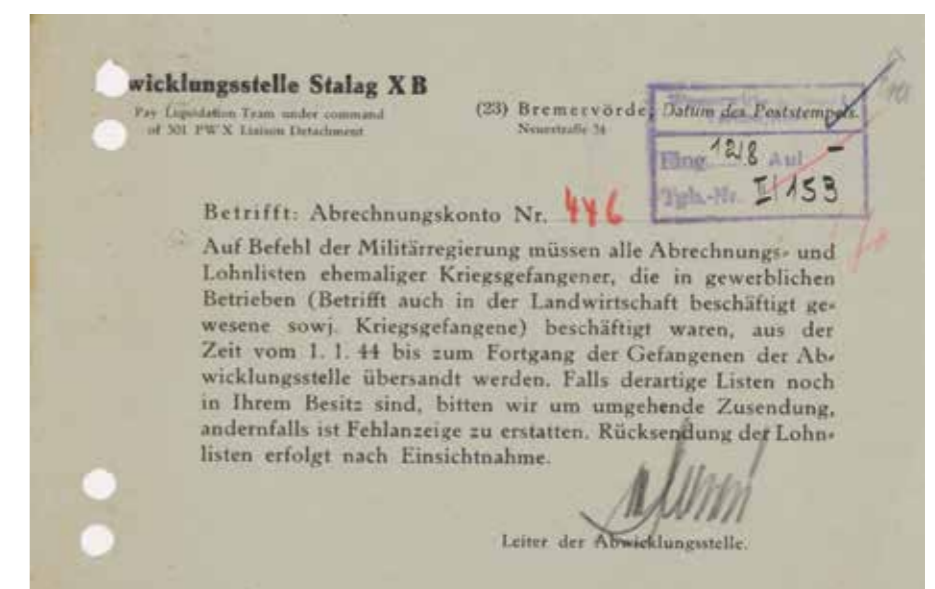 wicklungsstelle Stalag X B
Pay Liquidation Team under command
of 301 PWX Liaison Detachment
(23) Bremervörde, Datum des Poststempels.
Neuestraße 34
Eing. 12/8 Anl. –
Tgb.-Nr. II/153
Betrifft: Abrechnungskonto Nr. 446
Auf Befehl der Militärregierung müssen alle Abrechnungs- und
Lohnlisten ehemaliger Kriegsgefangener, die in gewerblichen
Betrieben (Betrifft auch in der Landwirtschaft beschäftigt ge-
wesene sowj. Kriegsgefangene) beschäftigt waren, aus der
Zeit vom 1. 1. 44 bis zum Fortgang der Gefangenen der Ab-
wicklungsstelle übersandt werden. Falls derartige Listen noch
in Ihrem Besitz sind, bitten wir um umgehende Zusendung,
andernfalls ist Fehlanzeige zu erstatten. Rücksendung der Lohn-
listen erfolgt nach Einsichtnahme.
Leiter der Abwicklungsstelle.